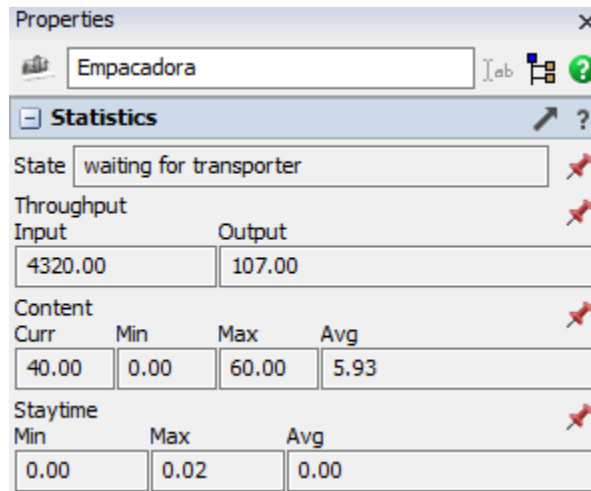 Properties
Empacadora
Statistics
State waiting for transporter
Throughput
Input Output
4320.00 107.00
Content
Curr Min Max Avg
40.00 0.00 60.00 5.93
Staytime
Min Max Avg
0.00 0.02 0.00